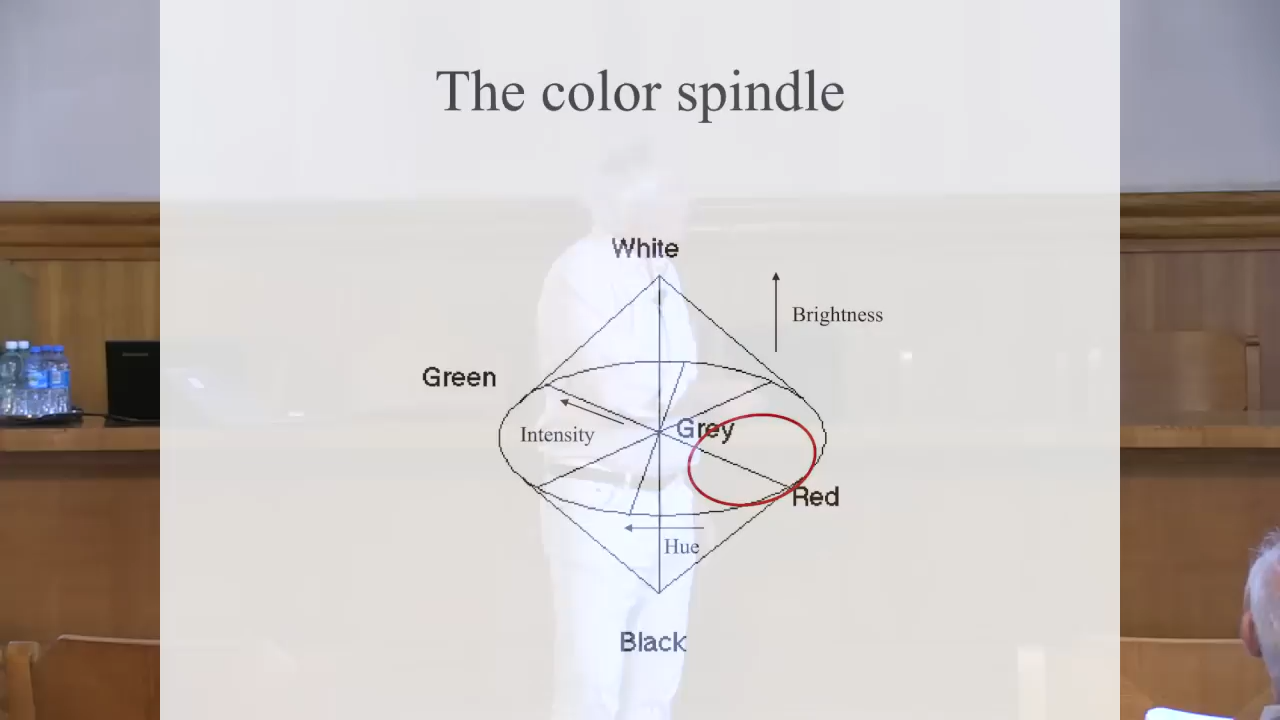 The color spindle
White
Brightness
Green
Intensity
Grey
Red
Hue
Black